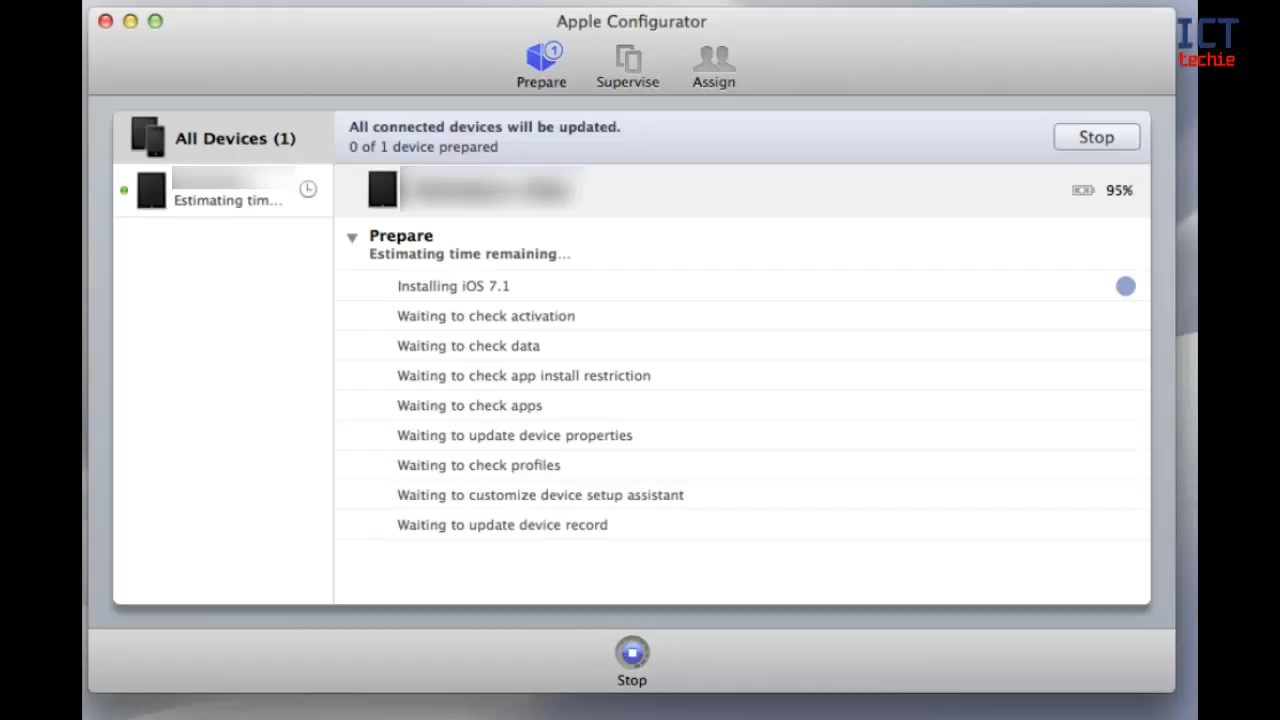 Apple Configurator
ICT
techie
1
Prepare
Supervise
Assign
All Devices (1)
All connected devices will be updated.
0 of 1 device prepared
Stop
Estimating tim...
95%
Prepare
Estimating time remaining...
Installing iOS 7.1
Waiting to check activation
Waiting to check data
Waiting to check app install restriction
Waiting to check apps
Waiting to update device properties
Waiting to check profiles
Waiting to customize device setup assistant
Waiting to update device record
Stop